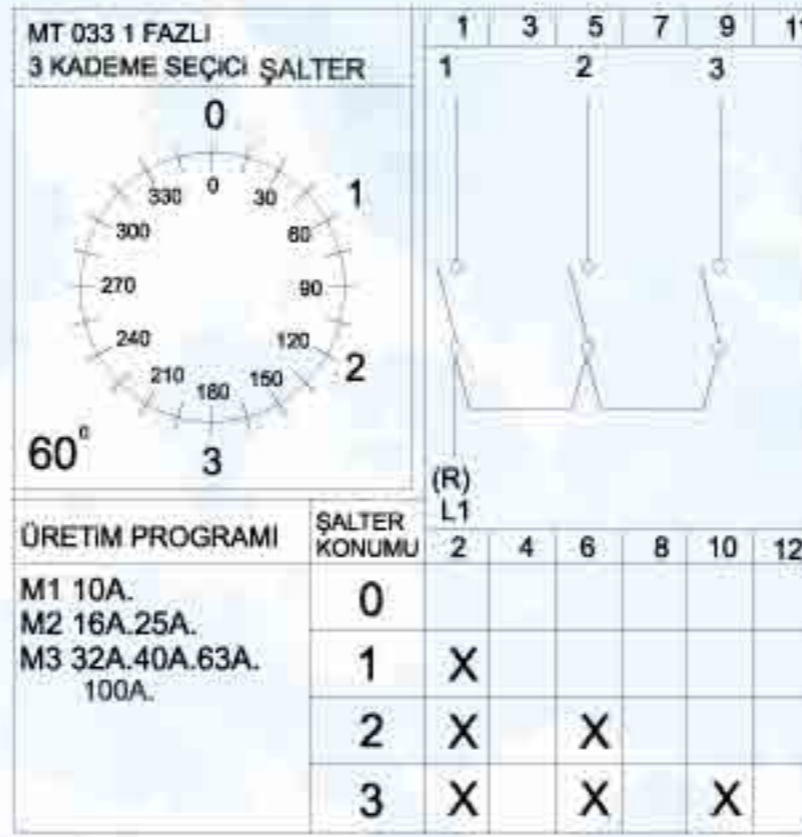 MT 033 1 FAZLI
3 KADEME SEÇİCİ ŞALTER
0
1
2
3
0
30
60
90
120
150
180
210
240
270
300
330
60°
1 3 5 7 9 11
1 2 3
(R)
L1
2 4 6 8 10 12
ÜRETİM PROGRAMI
ŞALTER
KONUMU
M1 10A.
M2 16A.25A.
M3 32A.40A.63A.
100A.
0
1 X
2 X X
3 X X X